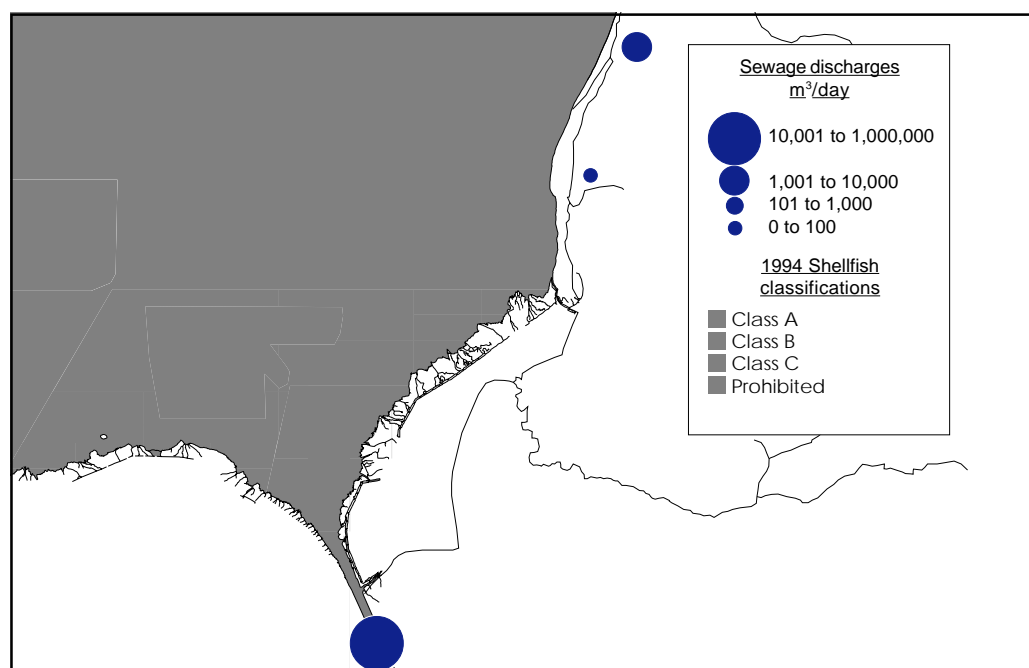 Sewage discharges
m³/day
10,001 to 1,000,000
1,001 to 10,000
101 to 1,000
0 to 100
1994 Shellfish
classifications
Class A
Class B
Class C
Prohibited